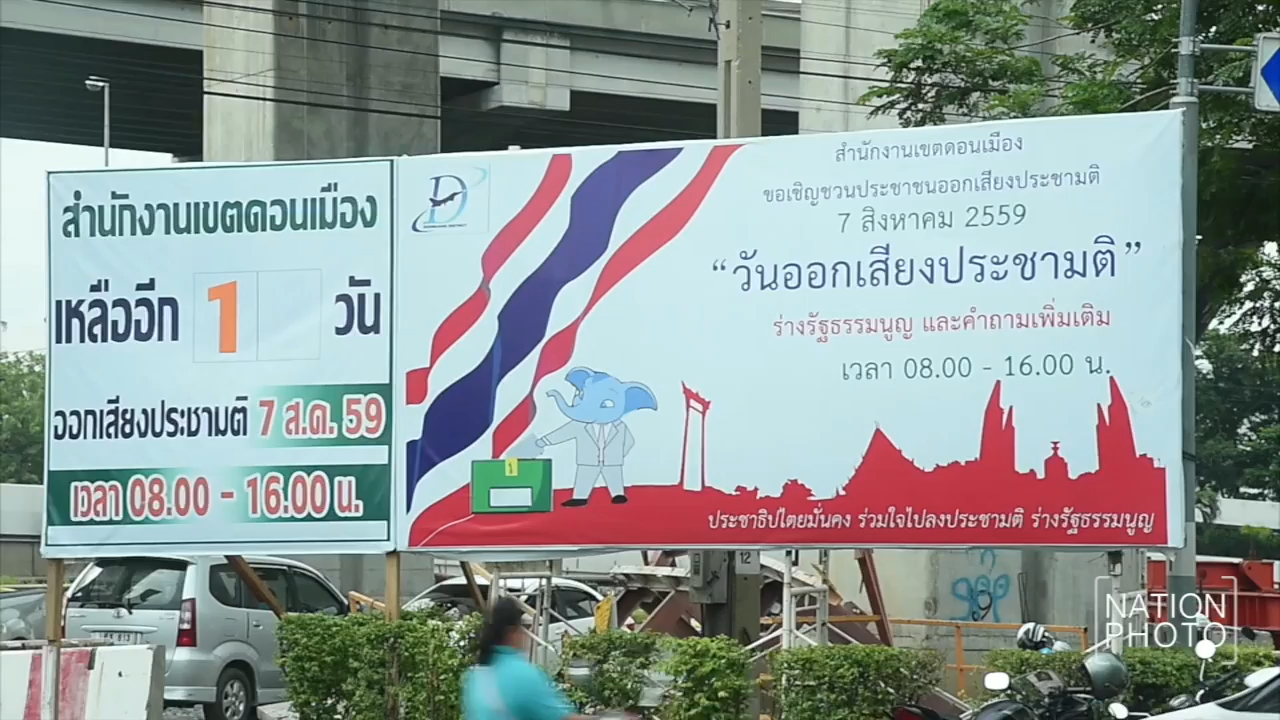 สำนักงานเขตดอนเมือง
เหลืออีก 1 วัน
ออกเสียงประชามติ 7 ส.ค. 59
เวลา 08.00 - 16.00 น.
สำนักงานเขตดอนเมือง
ขอเชิญชวนประชาชนออกเสียงประชามติ
7 สิงหาคม 2559
“วันออกเสียงประชามติ”
ร่างรัฐธรรมนูญ และคำถามเพิ่มเติม
เวลา 08.00 - 16.00 น.
ประชาธิปไตยมั่นคง ร่วมใจไปลงประชามติ ร่างรัฐธรรมนูญ
12
NATION
PHOTO